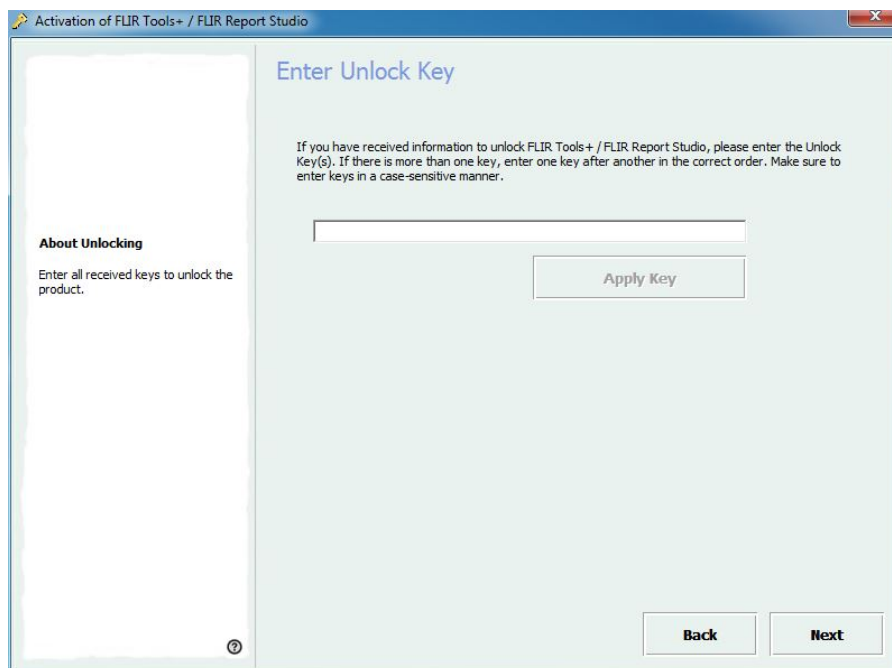 Activation of FLIR Tools+ / FLIR Report Studio
X
Enter Unlock Key
If you have received information to unlock FLIR Tools+ / FLIR Report Studio, please enter the Unlock
Key(s). If there is more than one key, enter one key after another in the correct order. Make sure to
enter keys in a case-sensitive manner.
About Unlocking
Enter all received keys to unlock the
product.
Apply Key
?
Back
Next